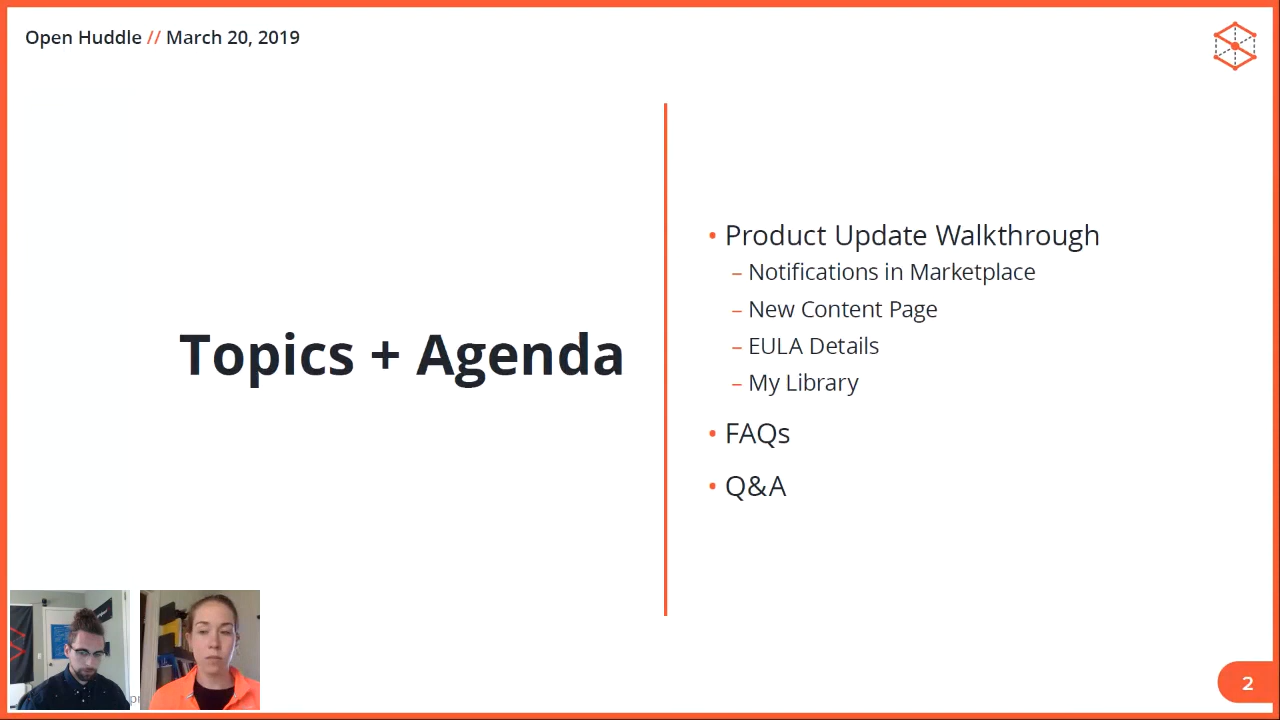 Open Huddle // March 20, 2019
Topics + Agenda
• Product Update Walkthrough
– Notifications in Marketplace
– New Content Page
– EULA Details
– My Library
• FAQs
• Q&A
2